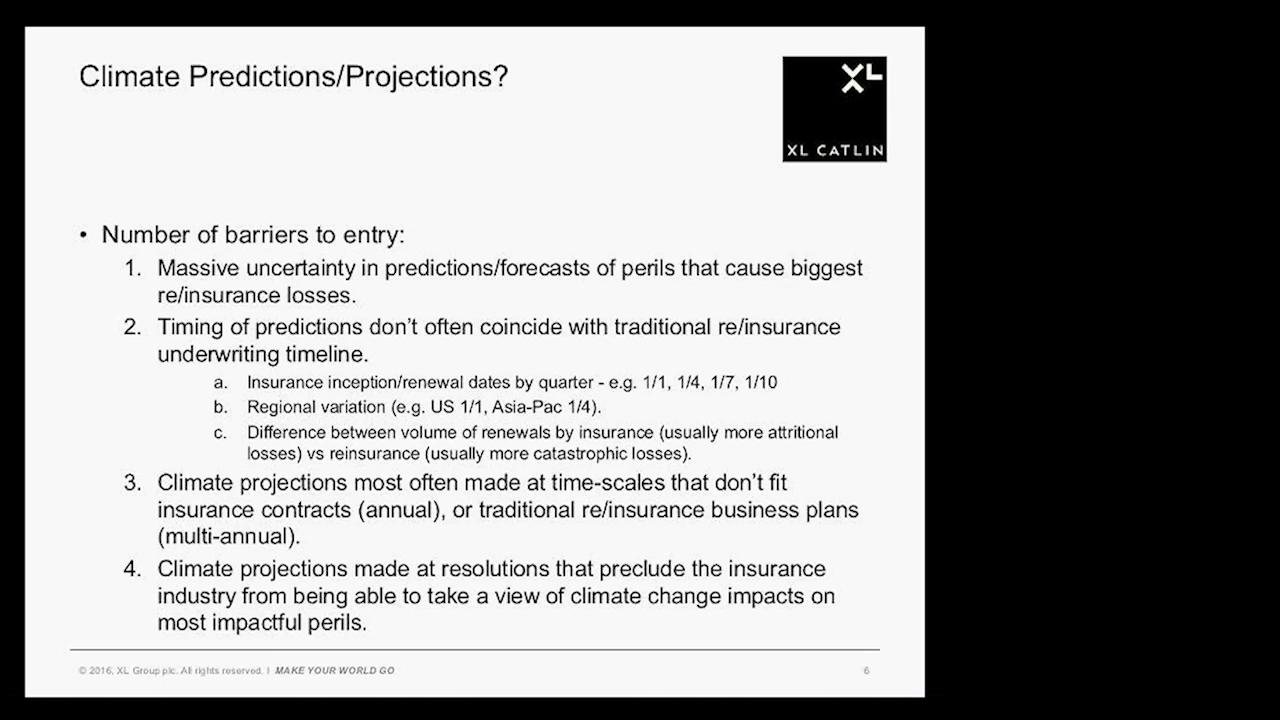 Climate Predictions/Projections?
XL
XL CATLIN
• Number of barriers to entry:
1. Massive uncertainty in predictions/forecasts of perils that cause biggest
re/insurance losses.
2. Timing of predictions don't often coincide with traditional re/insurance
underwriting timeline.
a. Insurance inception/renewal dates by quarter - e.g. 1/1, 1/4, 1/7, 1/10
b. Regional variation (e.g. US 1/1, Asia-Pac 1/4).
c. Difference between volume of renewals by insurance (usually more attritional
losses) vs reinsurance (usually more catastrophic losses).
3. Climate projections most often made at time-scales that don't fit
insurance contracts (annual), or traditional re/insurance business plans
(multi-annual).
4. Climate projections made at resolutions that preclude the insurance
industry from being able to take a view of climate change impacts on
most impactful perils.
© 2016, XL Group plc. All rights reserved. I MAKE YOUR WORLD GO
6